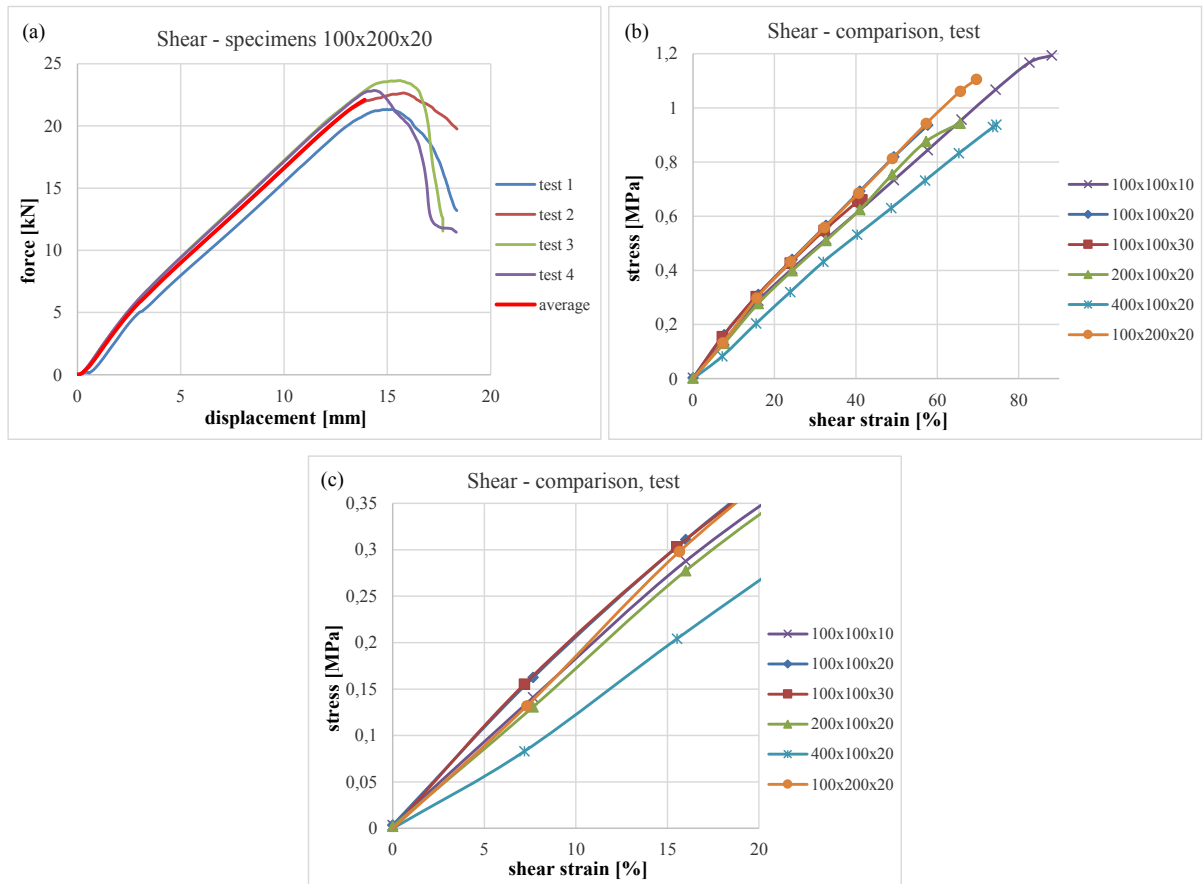 (a)
Shear - specimens 100x200x20
force [kN]
25
20
15
10
5
0
0 5 10 15 20
displacement [mm]
test 1
test 2
test 3
test 4
average
(b)
Shear - comparison, test
stress [MPa]
1,2
1
0,8
0,6
0,4
0,2
0
0 20 40 60 80
shear strain [%]
100x100x10
100x100x20
100x100x30
200x100x20
400x100x20
100x200x20
(c)
Shear - comparison, test
stress [MPa]
0,35
0,3
0,25
0,2
0,15
0,1
0,05
0
0 5 10 15 20
shear strain [%]
100x100x10
100x100x20
100x100x30
200x100x20
400x100x20
100x200x20